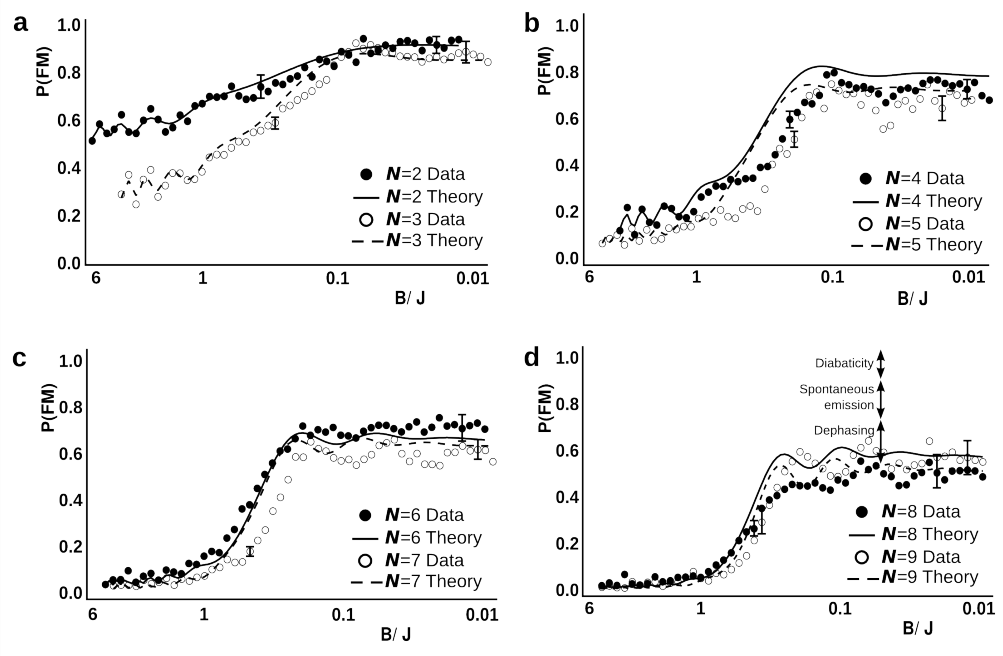 a
P(FM)
1.0
0.8
0.6
0.4
0.2
0.0
6
1
0.1
0.01
B/ J
N=2 Data
N=2 Theory
N=3 Data
N=3 Theory
b
P(FM)
1.0
0.8
0.6
0.4
0.2
0.0
6
1
0.1
0.01
B/ J
N=4 Data
N=4 Theory
N=5 Data
N=5 Theory
c
P(FM)
1.0
0.8
0.6
0.4
0.2
0.0
6
1
0.1
0.01
B/ J
N=6 Data
N=6 Theory
N=7 Data
N=7 Theory
d
P(FM)
1.0
0.8
0.6
0.4
0.2
0.0
6
1
0.1
0.01
B/ J
Diabaticity
Spontaneous
emission
Dephasing
N=8 Data
N=8 Theory
N=9 Data
N=9 Theory